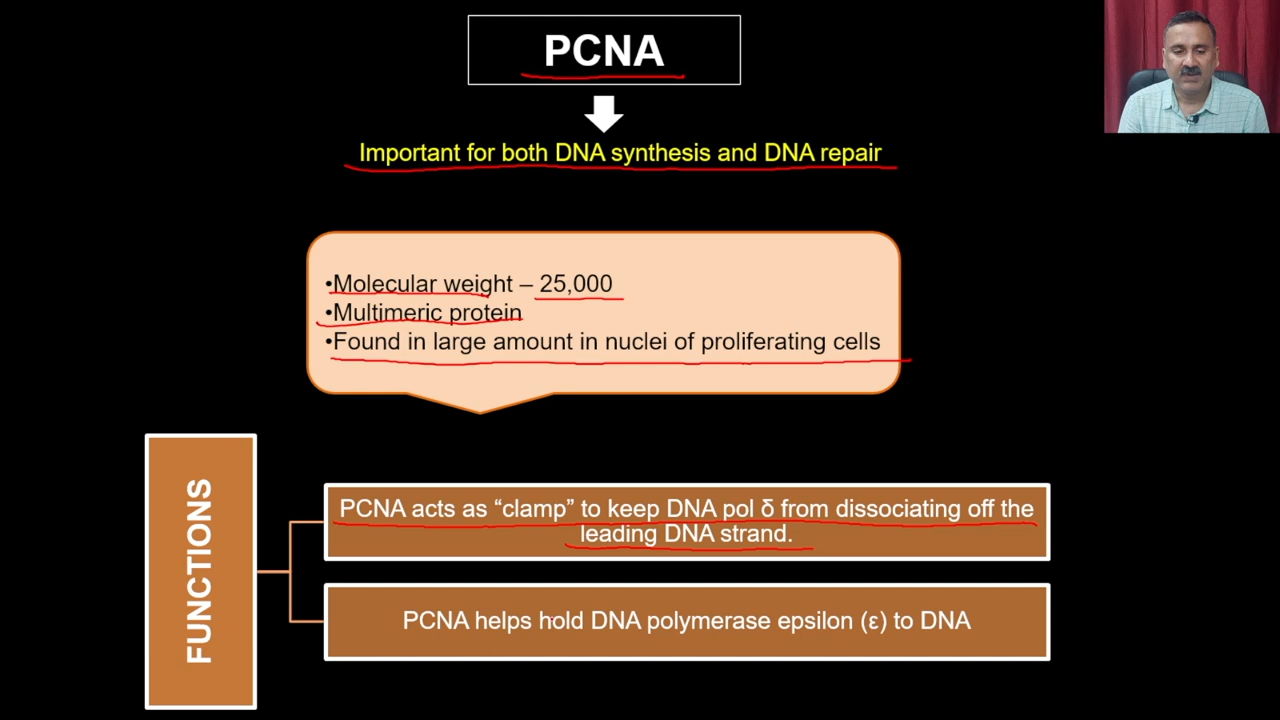 PCNA
Important for both DNA synthesis and DNA repair
•Molecular weight – 25,000
•Multimeric protein
•Found in large amount in nuclei of proliferating cells
FUNCTIONS
PCNA acts as “clamp” to keep DNA pol δ from dissociating off the
leading DNA strand.
PCNA helps hold DNA polymerase epsilon (ε) to DNA